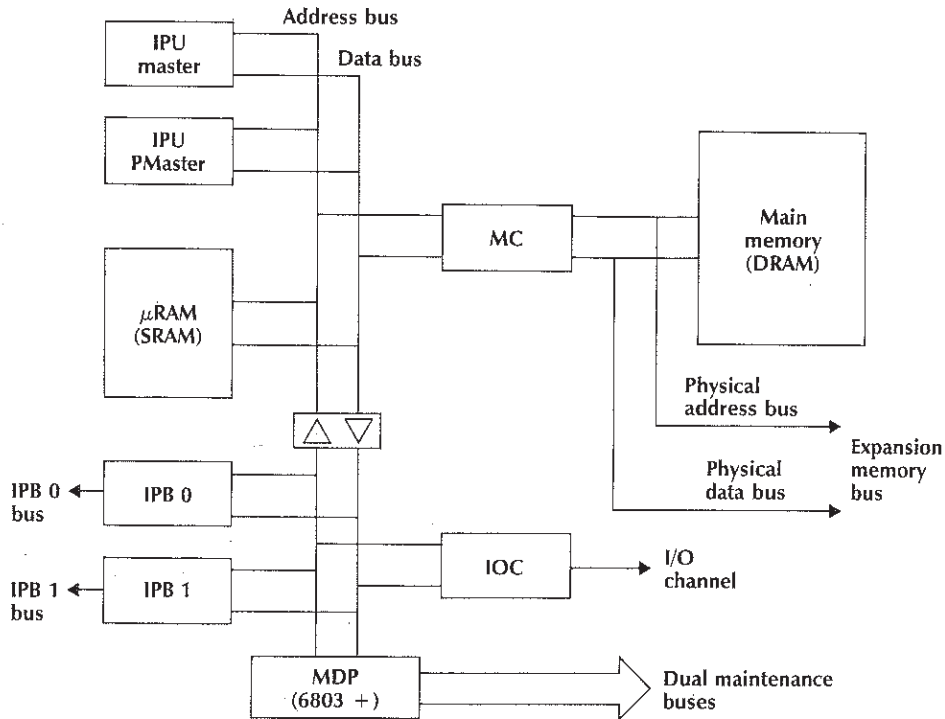 Address bus
IPU
master
Data bus
IPU
PMaster
MC
Main
memory
(DRAM)
μRAM
(SRAM)
Physical
address bus
Expansion
memory
bus
Physical
data bus
IPB 0
bus
IPB 0
IPB 1
bus
IPB 1
IOC
I/O
channel
MDP
(6803 +)
Dual maintenance
buses